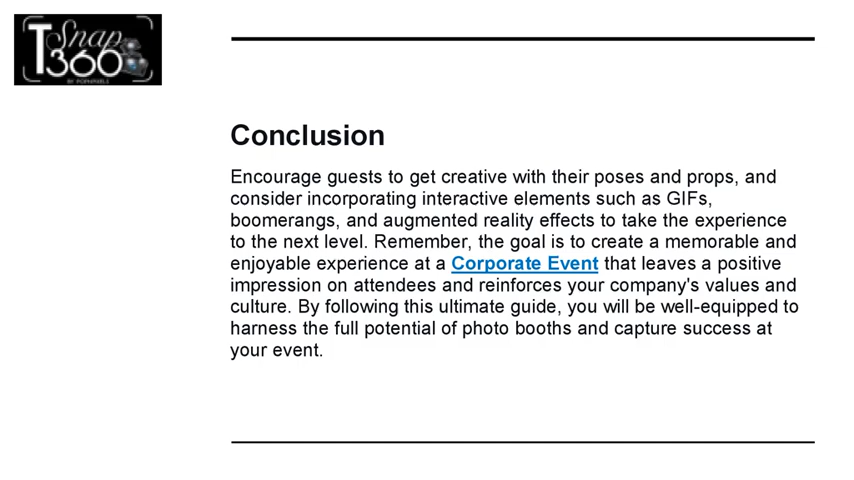 Snap
T360
Conclusion
Encourage guests to get creative with their poses and props, and
consider incorporating interactive elements such as GIFs,
boomerangs, and augmented reality effects to take the experience
to the next level. Remember, the goal is to create a memorable and
enjoyable experience at a Corporate Event that leaves a positive
impression on attendees and reinforces your company's values and
culture. By following this ultimate guide, you will be well-equipped to
harness the full potential of photo booths and capture success at
your event.